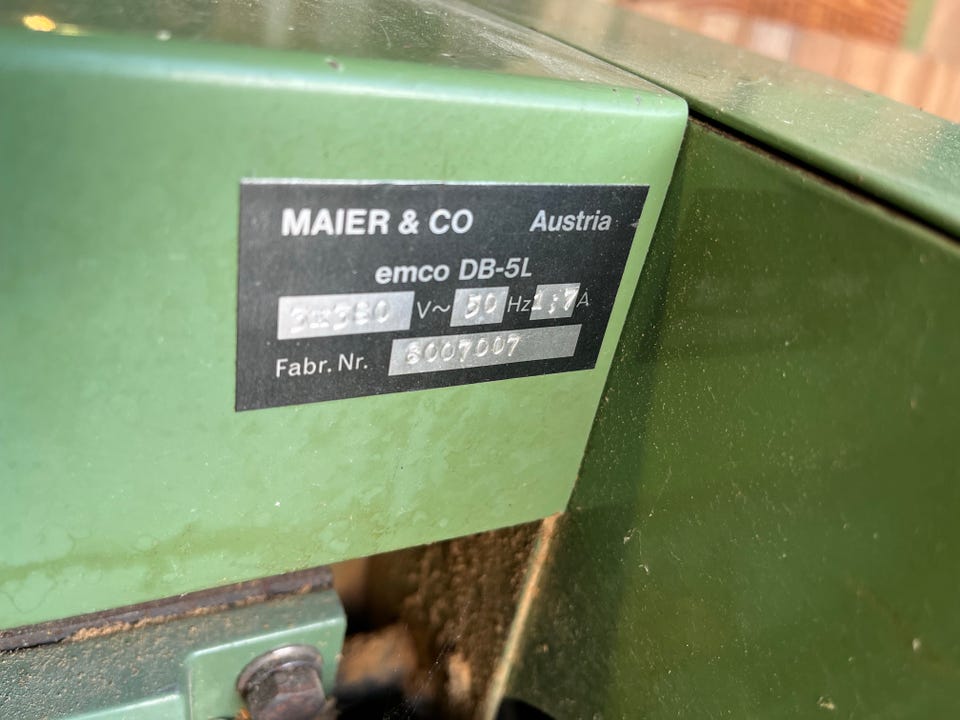 MAIER & CO Austria
emco DB-5L
3x380 V~ 50 Hz 1,7 A
Fabr. Nr. 6007007